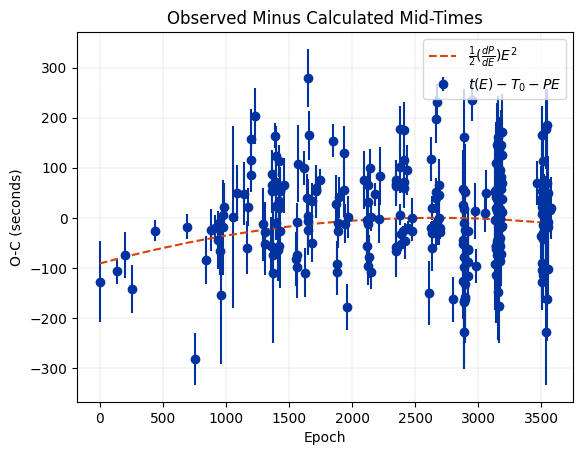 Observed Minus Calculated Mid-Times
O-C (seconds)
300
200
100
0
−100
−200
−300
$\frac{1}{2}(\frac{dP}{dE})E^2$
$t(E) - T_0 - PE$
0 500 1000 1500 2000 2500 3000 3500
Epoch